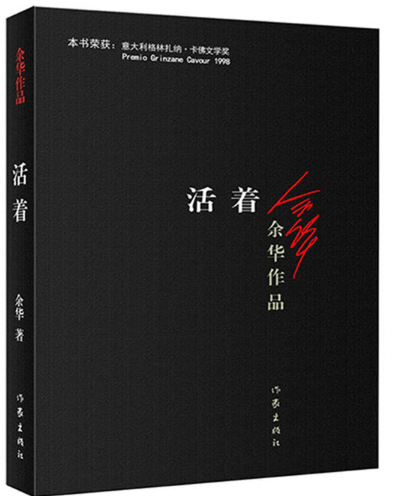 余华作品
活着
余华 著
本书荣获：意大利格林扎纳·卡佛文学奖
Premio Grinzane Cavour 1998
活着
余华
余华作品
作家出版社
作家出版社